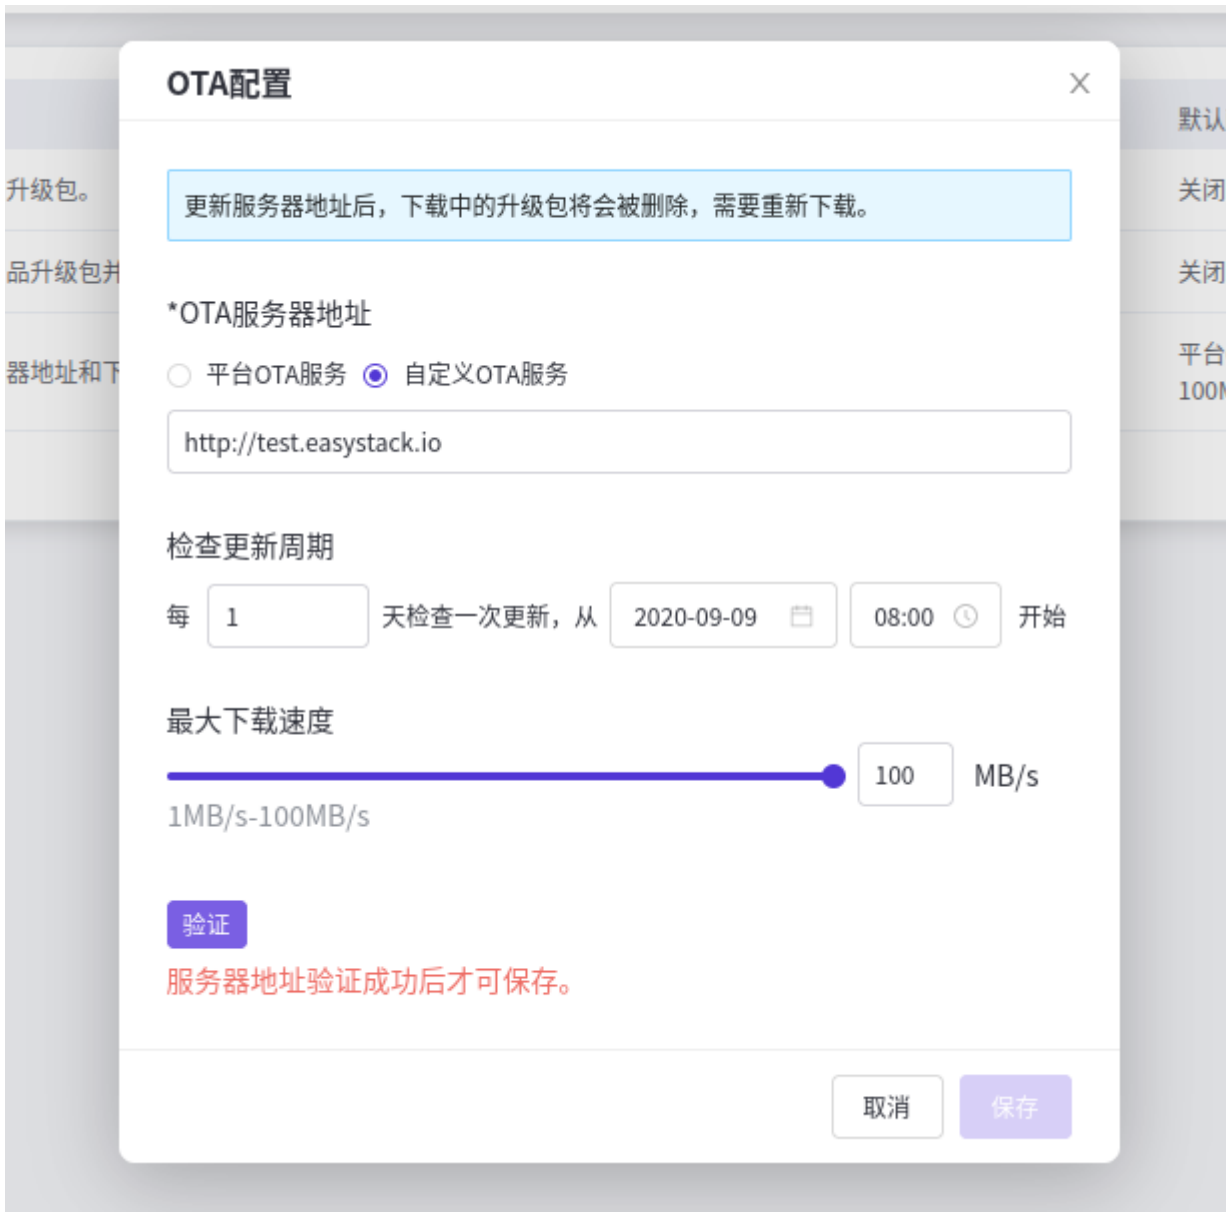 OTA配置
更新服务器地址后，下载中的升级包将会被删除，需要重新下载。
*OTA服务器地址
平台OTA服务 自定义OTA服务
http://test.easystack.io
检查更新周期
每 1 天检查一次更新，从 2020-09-09 08:00 开始
最大下载速度
100 MB/s
1MB/s-100MB/s
验证
服务器地址验证成功后才可保存。
取消 保存
升级包。
品升级包并
器地址和下
默认
关闭
关闭
平台
100M